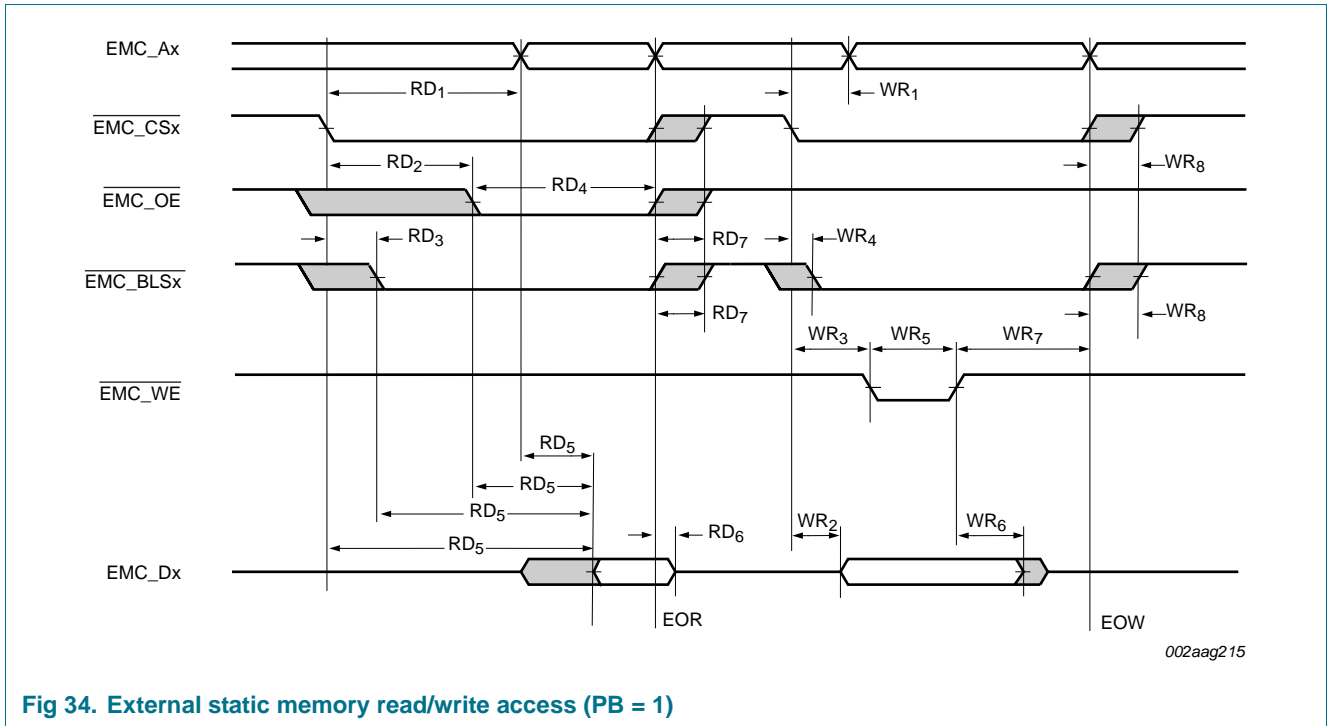 EMC_Ax
RD1
WR1
EMC_CSx
RD2
WR8
RD4
EMC_OE
RD3
RD7
WR4
EMC_BLSx
RD7
WR8
WR3
WR5
WR7
EMC_WE
RD5
RD5
RD5
WR2
WR6
RD5
RD6
EMC_Dx
EOR
EOW
002aag215
Fig 34. External static memory read/write access (PB = 1)